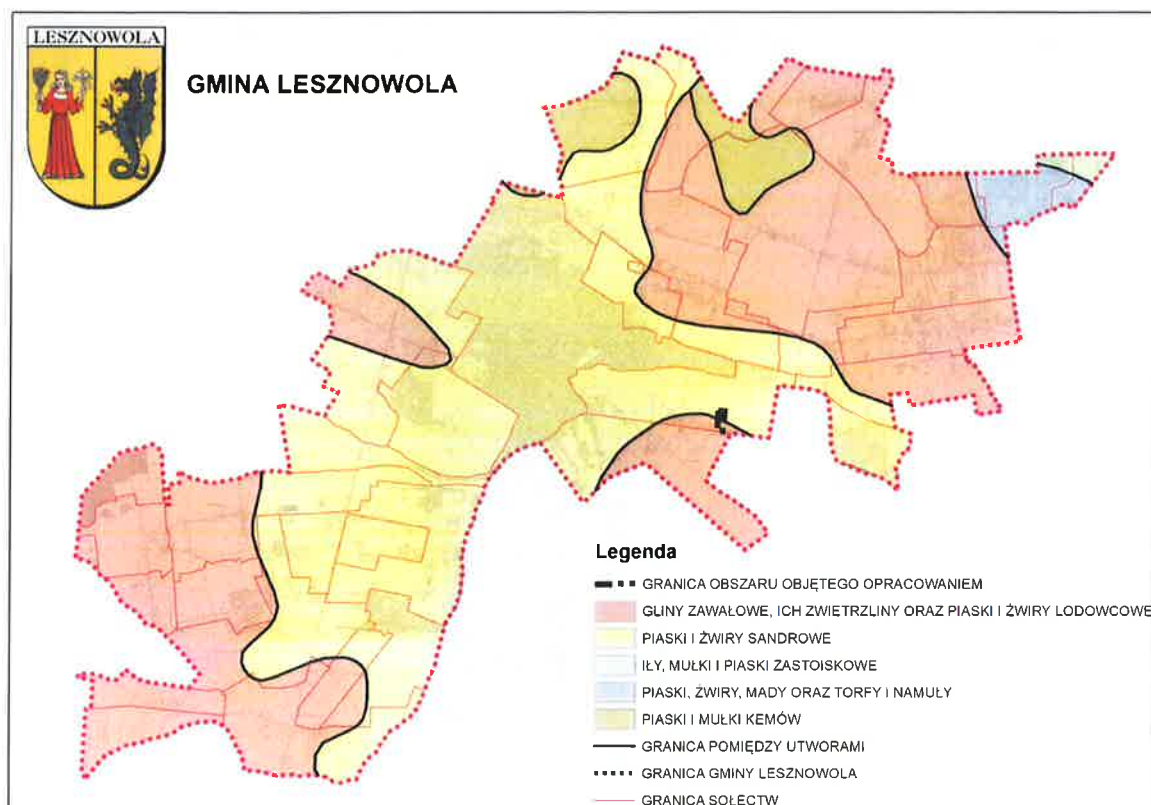 LESZNOWOLA
GMINA LESZNOWOLA
Legenda
GRANICA OBSZARU OBJĘTEGO OPRACOWANIEM
GLINY ZAWAŁOWE, ICH ZWIETRZLINY ORAZ PIASKI I ŻWIRY LODOWCOWE
PIASKI I ŻWIRY SANDROWE
IŁY, MUŁKI I PIASKI ZASTOISKOWE
PIASKI, ŻWIRY, MADY ORAZ TORFY I NAMUŁY
PIASKI I MUŁKI KEMÓW
GRANICA POMIĘDZY UTWORAMI
GRANICA GMINY LESZNOWOLA
GRANICA SOŁECTW